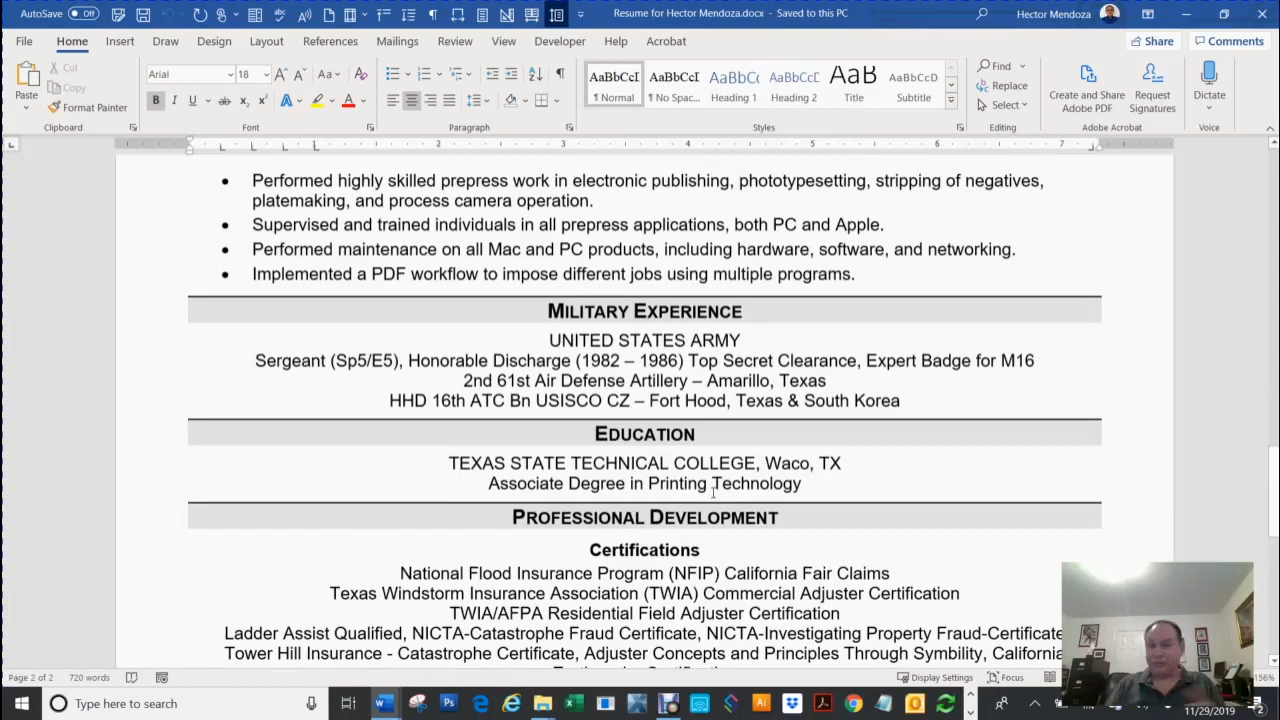 AutoSave Off
Resume for Hector Mendoza.docx - Saved to this PC
Hector Mendoza
File Home Insert Draw Design Layout References Mailings Review View Developer Help Acrobat
Share Comments
Paste
Cut
Copy
Format Painter
Clipboard
Arial 18
Font
Paragraph
AaBbCcI AaBbCcI AaBbCc AaBbCcD AaB AaBbCcD
¶ Normal ¶ No Spac... Heading 1 Heading 2 Title Subtitle
Styles
Find
Replace
Select
Editing
Create and Share Adobe PDF
Request Signatures
Adobe Acrobat
Dictate
Voice
1 2 3 4 5 6 7
• Performed highly skilled prepress work in electronic publishing, phototypesetting, stripping of negatives,
platemaking, and process camera operation.
• Supervised and trained individuals in all prepress applications, both PC and Apple.
• Performed maintenance on all Mac and PC products, including hardware, software, and networking.
• Implemented a PDF workflow to impose different jobs using multiple programs.
MILITARY EXPERIENCE
UNITED STATES ARMY
Sergeant (Sp5/E5), Honorable Discharge (1982 – 1986) Top Secret Clearance, Expert Badge for M16
2nd 61st Air Defense Artillery – Amarillo, Texas
HHD 16th ATC Bn USISCO CZ – Fort Hood, Texas & South Korea
EDUCATION
TEXAS STATE TECHNICAL COLLEGE, Waco, TX
Associate Degree in Printing Technology
PROFESSIONAL DEVELOPMENT
Certifications
National Flood Insurance Program (NFIP) California Fair Claims
Texas Windstorm Insurance Association (TWIA) Commercial Adjuster Certification
TWIA/AFPA Residential Field Adjuster Certification
Ladder Assist Qualified, NICTA-Catastrophe Fraud Certificate, NICTA-Investigating Property Fraud-Certificate
Tower Hill Insurance - Catastrophe Certificate, Adjuster Concepts and Principles Through Symbility, California
Page 2 of 2 720 words
Display Settings Focus
156%
Type here to search
11/29/2019